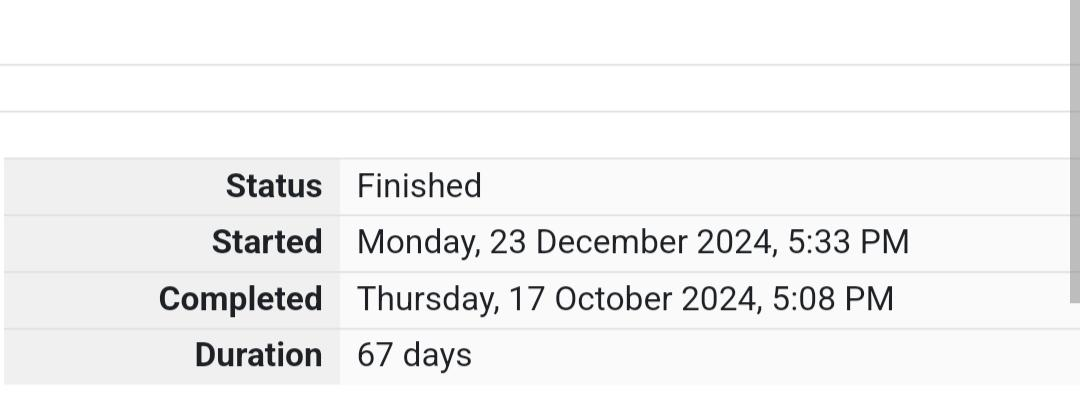 Status Finished
Started Monday, 23 December 2024, 5:33 PM
Completed Thursday, 17 October 2024, 5:08 PM
Duration 67 days